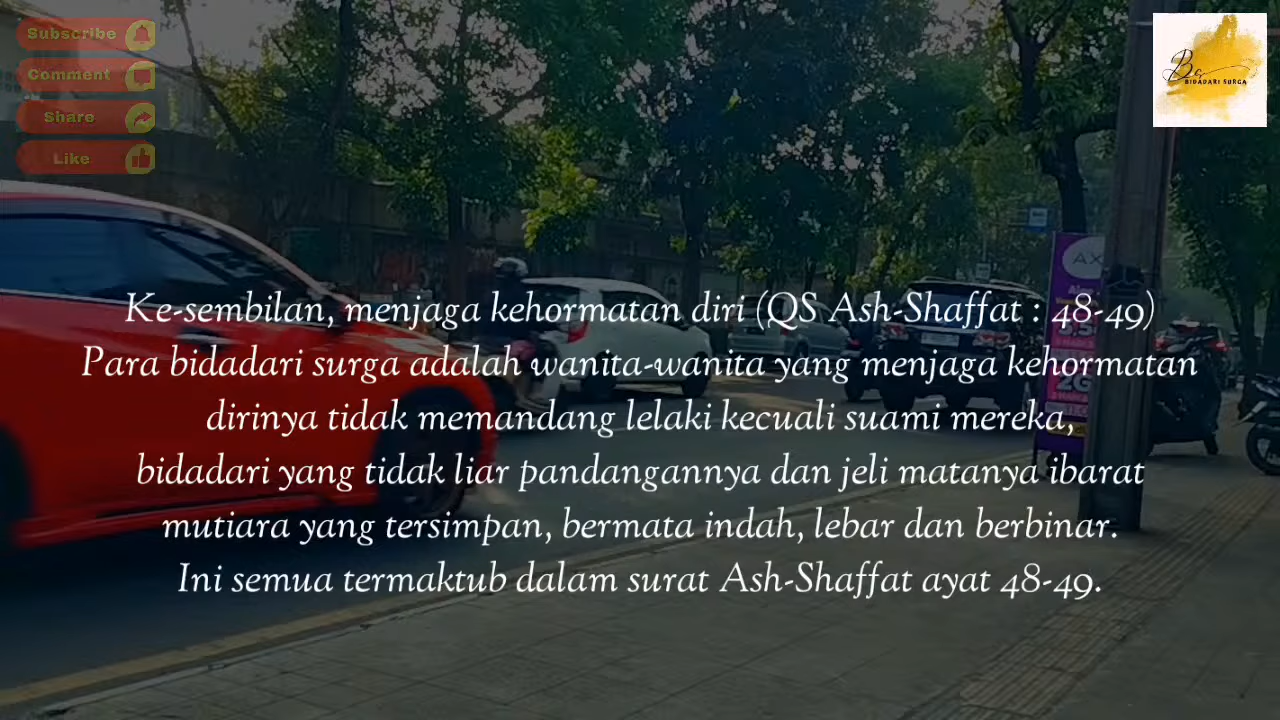 Subscribe
Comment
Share
Like
Bs
BIDADARI SURGA
AX
2G
Ke-sembilan, menjaga kehormatan diri (QS Ash-Shaffat : 48-49)
Para bidadari surga adalah wanita-wanita yang menjaga kehormatan
dirinya tidak memandang lelaki kecuali suami mereka,
bidadari yang tidak liar pandangannya dan jeli matanya ibarat
mutiara yang tersimpan, bermata indah, lebar dan berbinar.
Ini semua termaktub dalam surat Ash-Shaffat ayat 48-49.